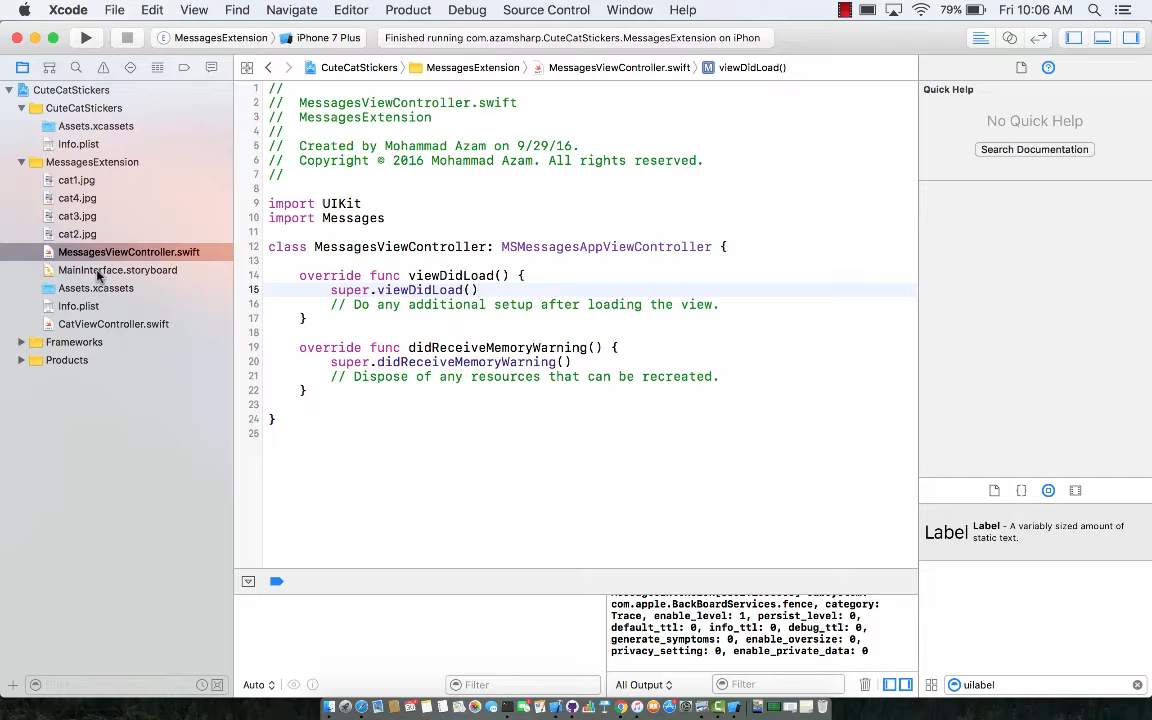 Xcode File Edit View Find Navigate Editor Product Debug Source Control Window Help 79% Fri 10:06 AM
MessagesExtension iPhone 7 Plus Finished running com.azamsharp.CuteCatStickers.MessagesExtension on iPhon
CuteCatStickers MessagesExtension MessagesViewController.swift viewDidLoad()
CuteCatStickers
CuteCatStickers
Assets.xcassets
Info.plist
MessagesExtension
cat1.jpg
cat4.jpg
cat3.jpg
cat2.jpg
MessagesViewController.swift
MainInterface.storyboard
Assets.xcassets
Info.plist
CatViewController.swift
Frameworks
Products
Filter
1 //
2 // MessagesViewController.swift
3 // MessagesExtension
4 //
5 // Created by Mohammad Azam on 9/29/16.
6 // Copyright © 2016 Mohammad Azam. All rights reserved.
7 //
8
9 import UIKit
10 import Messages
11
12 class MessagesViewController: MSMessagesAppViewController {
13
14 override func viewDidLoad() {
15 super.viewDidLoad()
16 // Do any additional setup after loading the view.
17 }
18
19 override func didReceiveMemoryWarning() {
20 super.didReceiveMemoryWarning()
21 // Dispose of any resources that can be recreated.
22 }
23
24 }
25
com.apple.BackBoardServices.fence, category:
Trace, enable_level: 1, persist_level: 0,
default_ttl: 0, info_ttl: 0, debug_ttl: 0,
generate_symptoms: 0, enable_oversize: 0,
privacy_setting: 0, enable_private_data: 0
Auto Filter All Output Filter
Quick Help
No Quick Help
Search Documentation
Label
Label - A variably sized amount of
static text.
uilabel